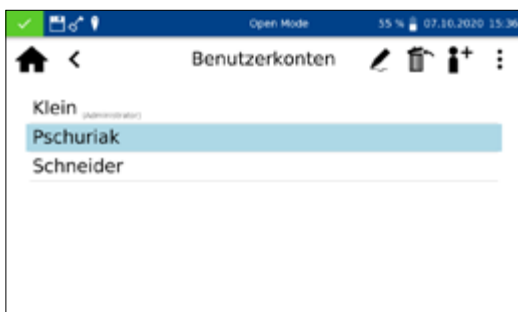 Open Mode 55 % 07.10.2020 15:36
Benutzerkonten
Klein (Administrator)
Pschuriak
Schneider